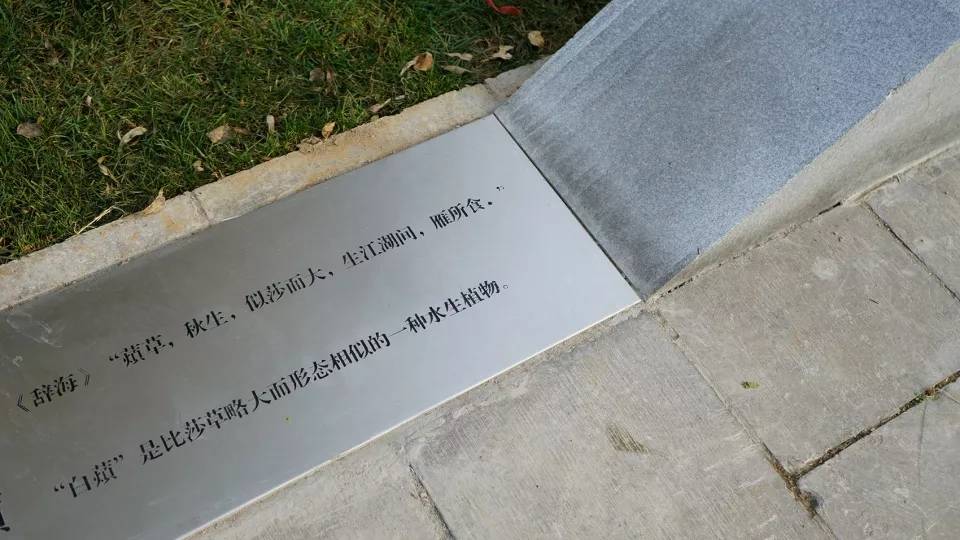 《辞海》 “薠草，秋生，似莎而大，生江湖间，雁所食．”
“白薠” 是比莎草略大而形态相似的一种水生植物。